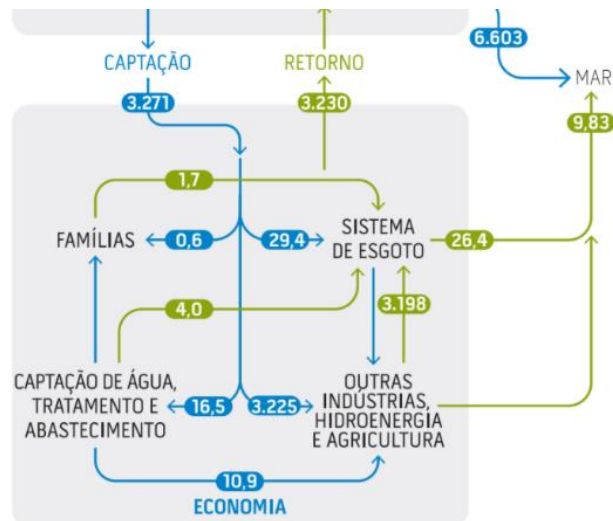 6.603
CAPTAÇÃO
RETORNO
MAR
3.271
3.230
9,83
1,7
FAMÍLIAS
0,6
29,4
SISTEMA
DE ESGOTO
26,4
4,0
3.198
CAPTAÇÃO DE ÁGUA,
TRATAMENTO E
ABASTECIMENTO
16,5
3.225
OUTRAS
INDÚSTRIAS,
HIDROENERGIA
E AGRICULTURA
10,9
ECONOMIA